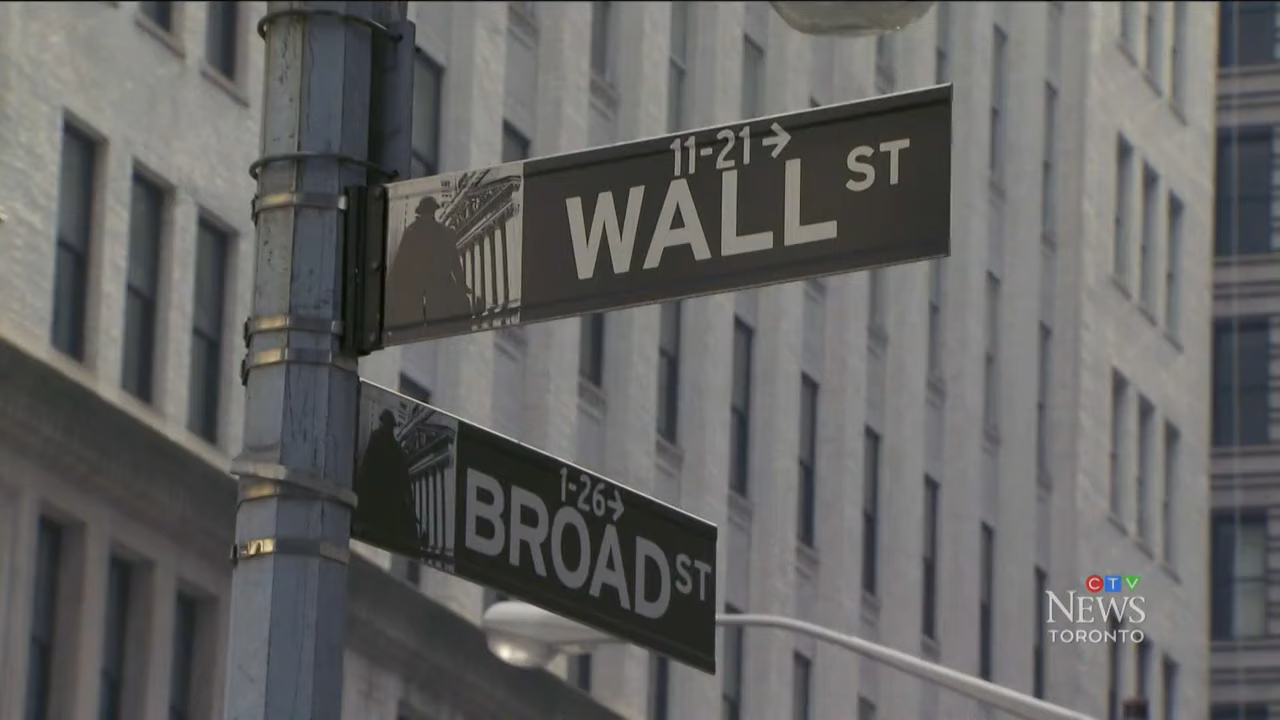 11-21→
WALL ST
1-26→
BROAD ST
CTV
NEWS
TORONTO